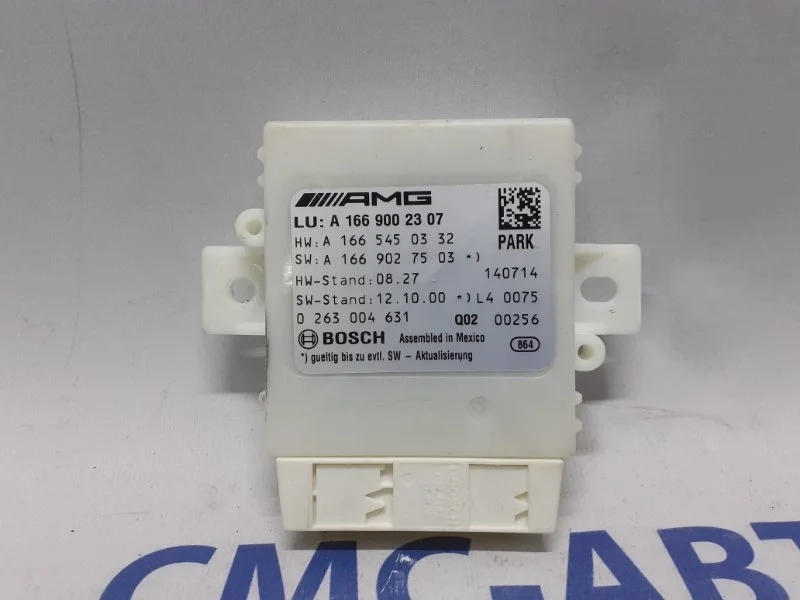 AMG
LU: A 166 900 23 07
HW: A 166 545 03 32 PARK
SW: A 166 902 75 03 *)
HW-Stand: 08.27 140714
SW-Stand: 12.10.00 *) L4 0075
0 263 004 631 Q02 00256
BOSCH Assembled in Mexico 864
*) gueltig bis zu evtl. SW - Aktualisierung
СМС-АВТ